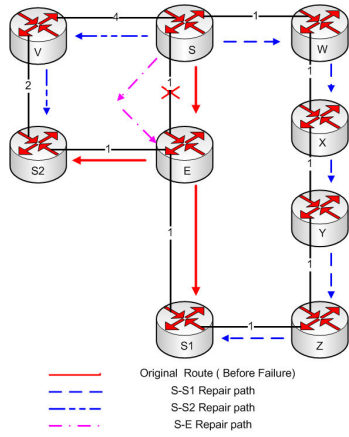 4
1
V
S
W
2
1
1
1
X
S2
E
1
Y
1
1
1
S1
Z
Original Route ( Before Failure)
S-S1 Repair path
S-S2 Repair path
S-E Repair path